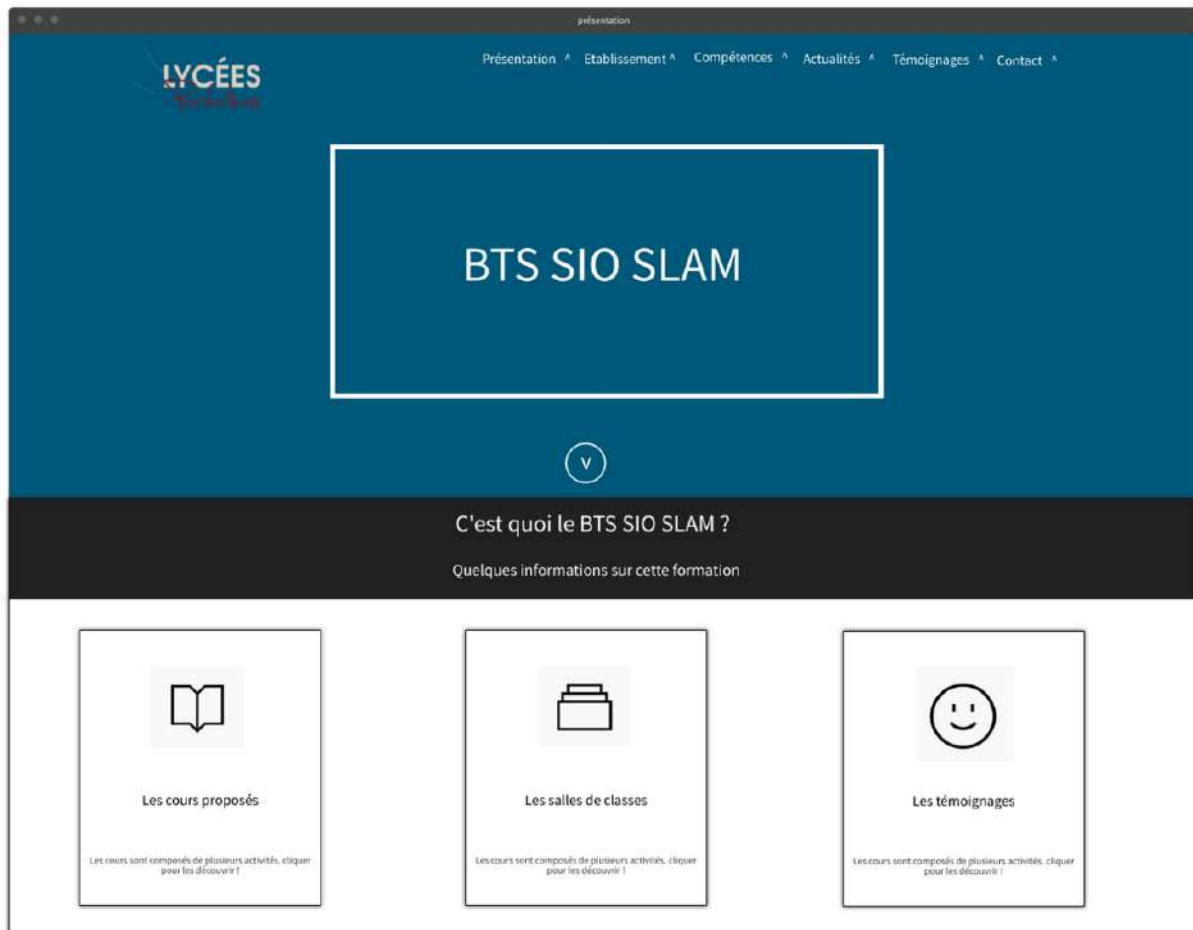 présentation
LYCÉES
Présentation ^ Etablissement ^ Compétences ^ Actualités ^ Témoignages ^ Contact ^
BTS SIO SLAM
V
C'est quoi le BTS SIO SLAM ?
Quelques informations sur cette formation
Les cours proposés
Les cours sont composés de plusieurs activités, cliquer
pour les découvrir !
Les salles de classes
Les cours sont composés de plusieurs activités, cliquer
pour les découvrir !
Les témoignages
Les cours sont composés de plusieurs activités, cliquer
pour les découvrir !